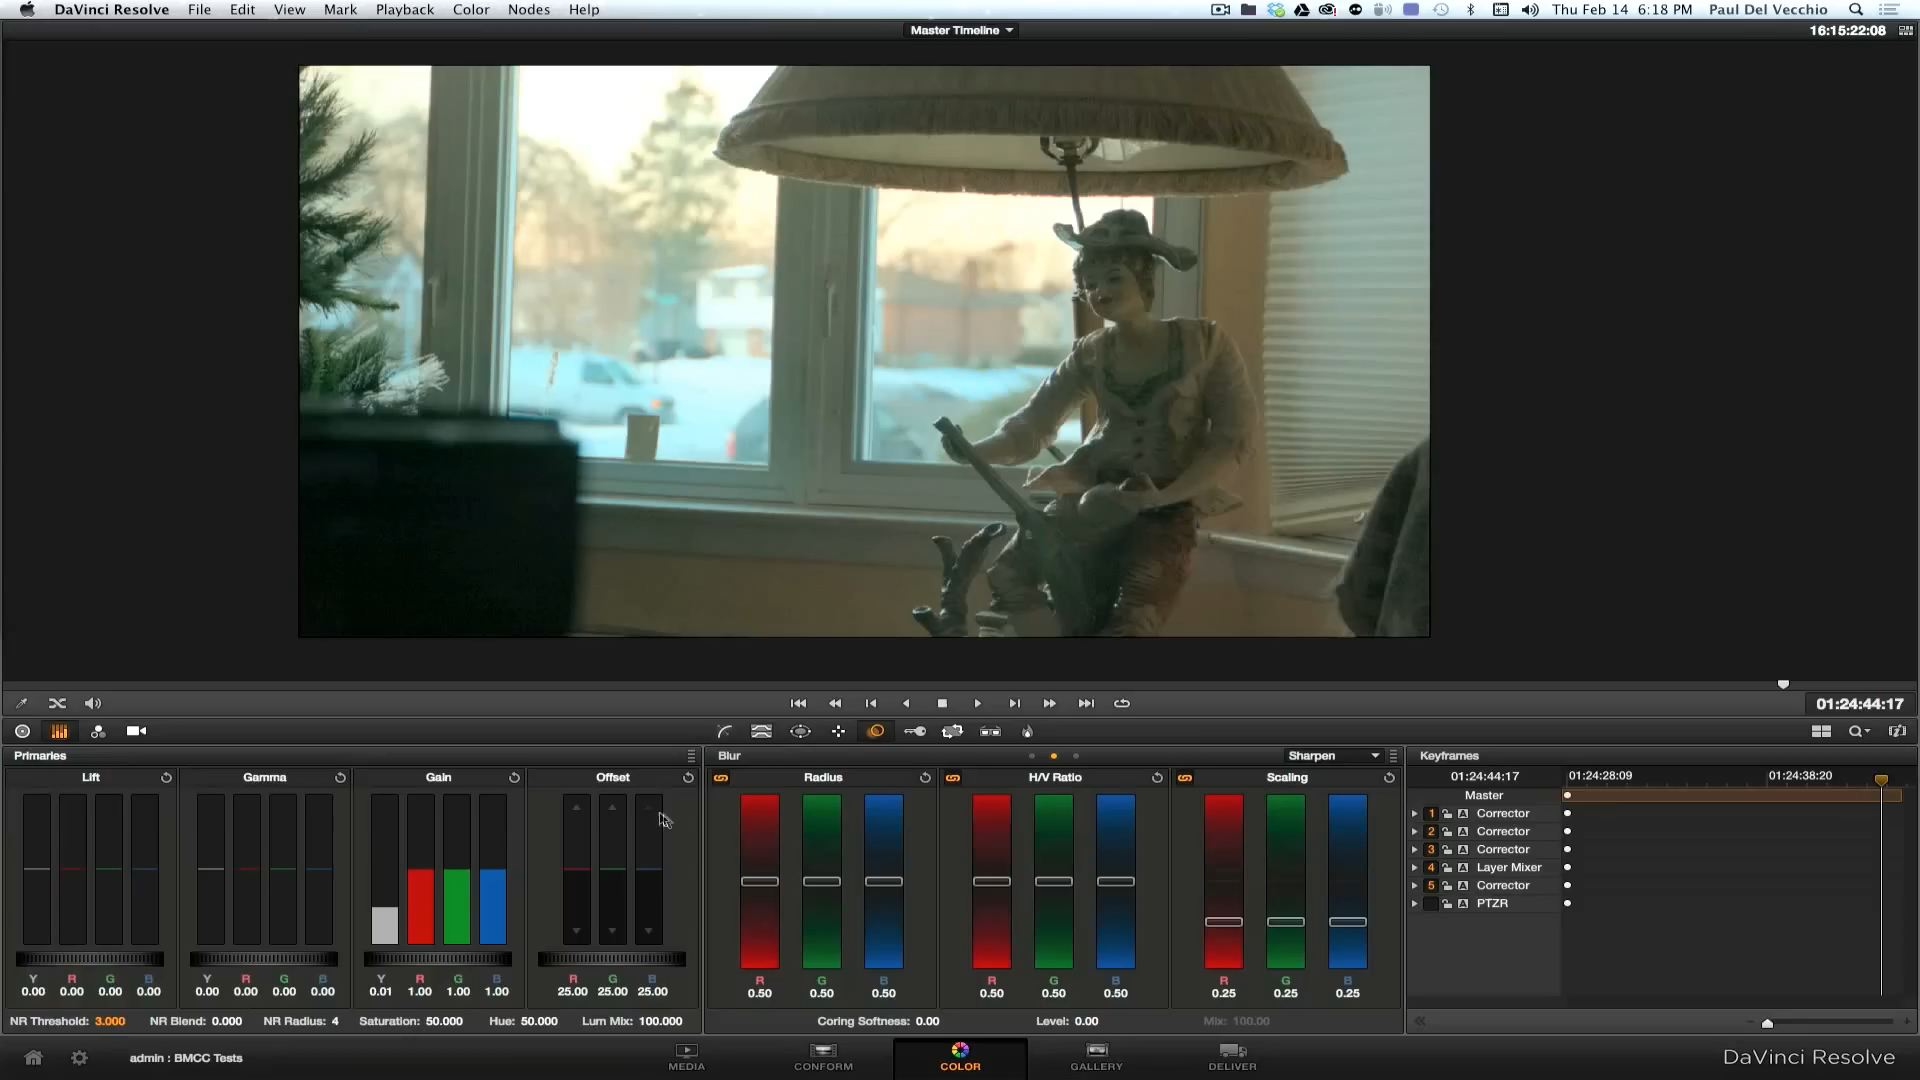 DaVinci Resolve File Edit View Mark Playback Color Nodes Help Thu Feb 14 6:18 PM Paul Del Vecchio
Master Timeline 16:15:22:08
01:24:44:17
Primaries Blur Sharpen Keyframes
Lift Gamma Gain Offset Radius H/V Ratio Scaling 01:24:44:17 01:24:28:09 01:24:38:20
Master
1 A Corrector
2 A Corrector
3 A Corrector
4 A Layer Mixer
5 A Corrector
A PTZR
Y R G B Y R G B Y R G B R G B R G B R G B R G B
0.00 0.00 0.00 0.00 0.00 0.00 0.00 0.00 0.01 1.00 1.00 1.00 25.00 25.00 25.00 0.50 0.50 0.50 0.50 0.50 0.50 0.25 0.25 0.25
NR Threshold: 3.000 NR Blend: 0.000 NR Radius: 4 Saturation: 50.000 Hue: 50.000 Lum Mix: 100.000 Coring Softness: 0.00 Level: 0.00 Mix: 100.00
admin : BMCC Tests MEDIA CONFORM COLOR GALLERY DELIVER DaVinci Resolve